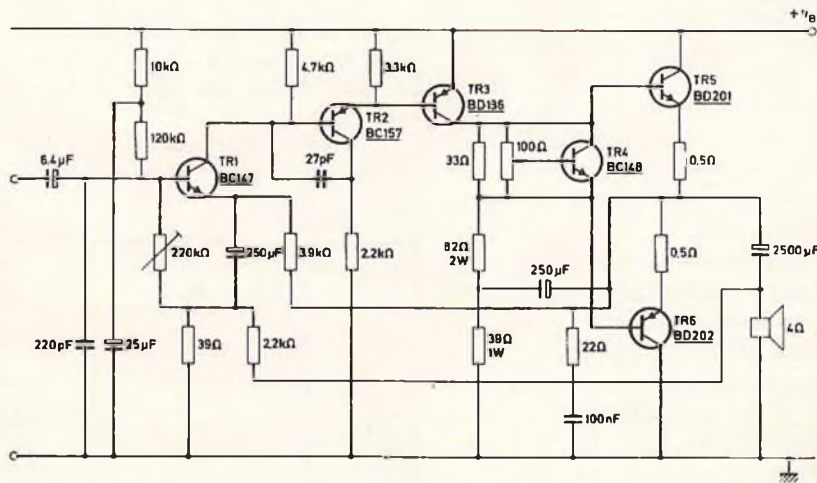 +VB
10kΩ
4.7kΩ
3.3kΩ
TR3
BD136
TR5
BD201
TR2
BC157
120kΩ
6.4µF
TR1
BC147
27pF
33Ω
100Ω
TR4
BC148
0.5Ω
220kΩ
250µF
3.9kΩ
2.2kΩ
82Ω
2W
250µF
0.5Ω
2500µF
220pF
25µF
39Ω
2.2kΩ
39Ω
1W
22Ω
TR6
BD202
4Ω
100nF